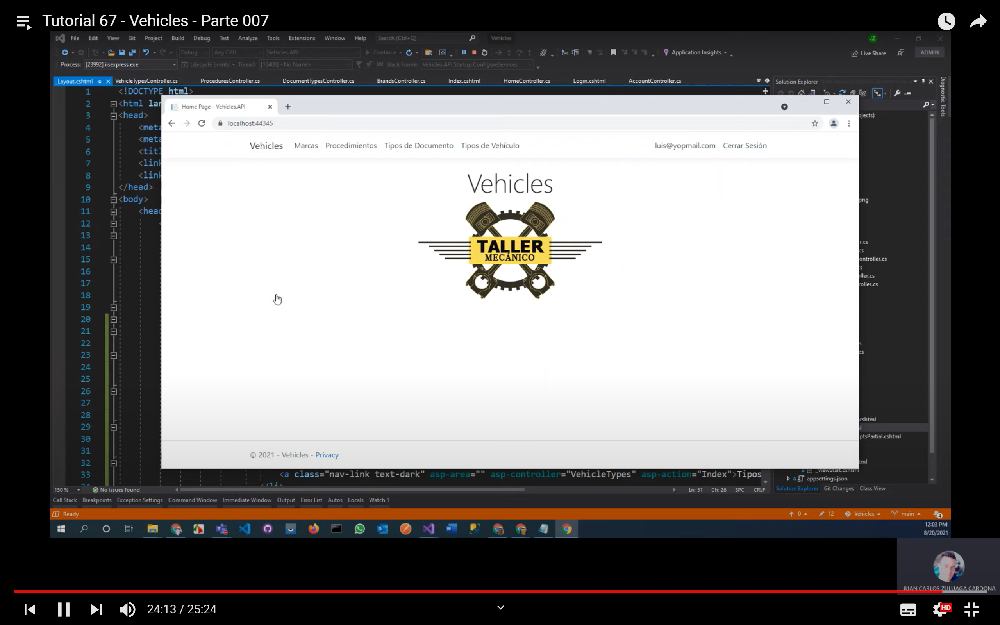 Tutorial 67 - Vehicles - Parte 007
File Edit View Git Project Build Debug Test Analyze Tools Extensions Window Help Search (Ctrl+Q) Vehicles JZ
Debug Any CPU Vehicles.API Continue Application Insights Live Share ADMIN
Process: [23992] iisexpress.exe Lifecycle Events Thread: [12408] <No Name> Stack Frame: Vehicles.API.Startup.ConfigureServices
_Layout.cshtml VehicleTypesController.cs ProceduresController.cs DocumentTypesController.cs BrandsController.cs Index.cshtml HomeController.cs Login.cshtml AccountController.cs
Solution Explorer
Diagnostic Tools
1 <!DOCTYPE html>
2 <html lan
3 <head>
4 <meta
5 <meta
6 <titl
7 <link
8 <link
9 </head>
10 <body>
11 <head
12 <
13
14
15
16
17
18
19
20
21
22
23
24
25
26
27
28
29
30
31
32
33 <a class="nav-link text-dark" asp-area="" asp-controller="VehicleTypes" asp-action="Index">Tipos
Home Page - Vehicles.API
localhost:44345
Vehicles Marcas Procedimientos Tipos de Documento Tipos de Vehículo luis@yopmail.com Cerrar Sesión
Vehicles
TALLER
MECÁNICO
© 2021 - Vehicles - Privacy
ojects)
png
r.cs
cs
ontroller.cs
s
ller.cs
roller.cs
s
cs
cshtml
l
ptsPartial.cshtml
tml
_ViewStart.cshtml
appsettings.json
150 % No issues found Ln: 51 Ch: 26 SPC CRLF
Solution Explorer Git Changes Class View
Call Stack Breakpoints Exception Settings Command Window Immediate Window Output Error List Autos Locals Watch 1
Ready 0 12 Vehicles main 4
12:03 PM
8/20/2021
JUAN CARLOS ZULUAGA CARDONA
24:13 / 25:24
HD